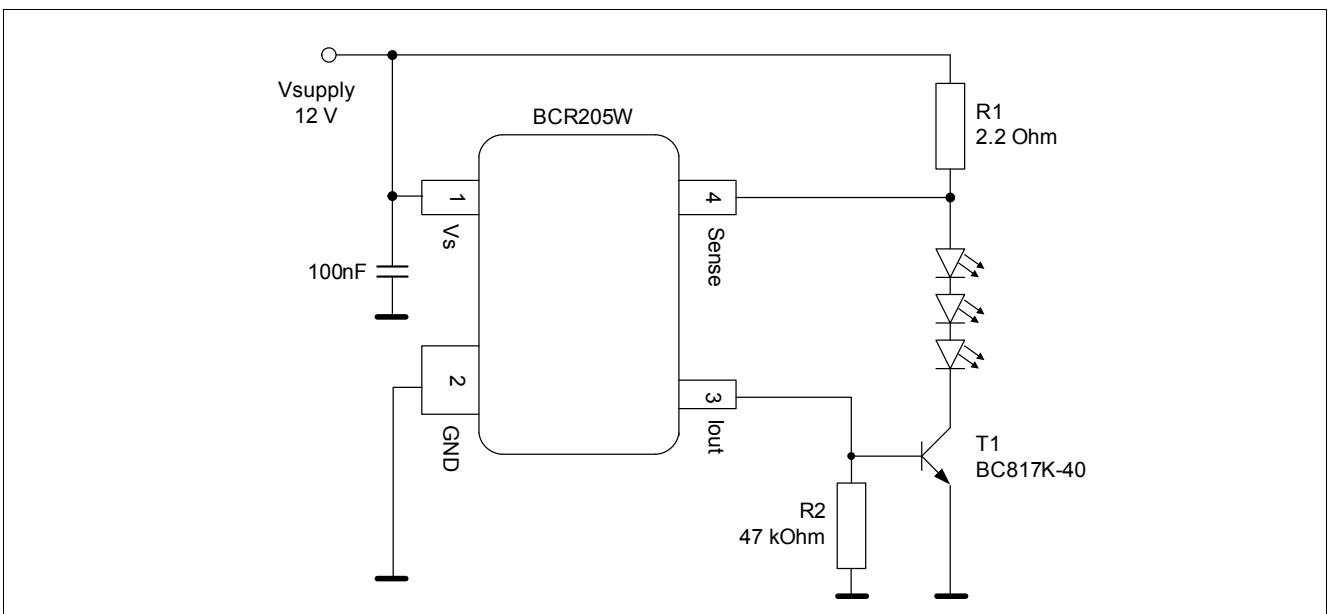 Vsupply
12 V
BCR205W
R1
2.2 Ohm
1
Vs
4
Sense
100nF
2
GND
3
Iout
T1
BC817K-40
R2
47 kOhm